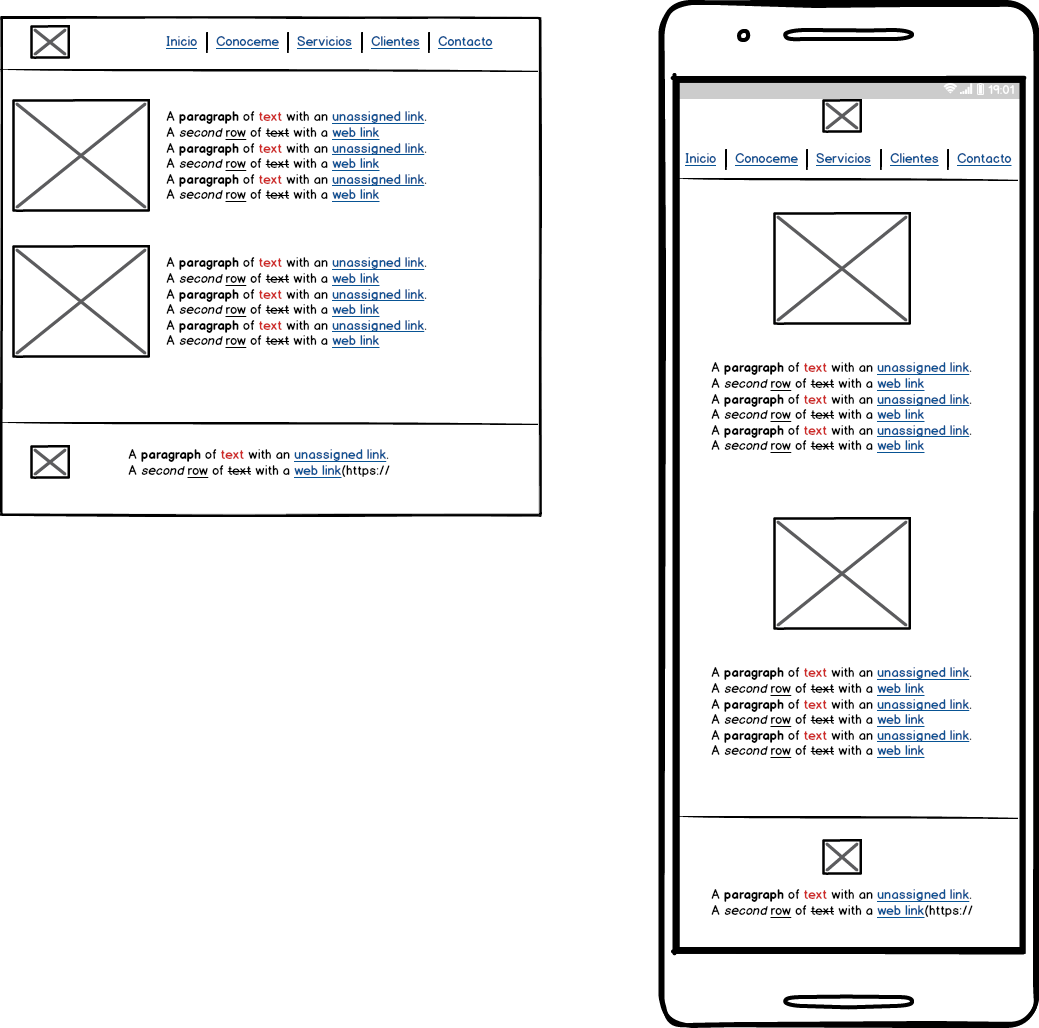 Inicio Conoceme Servicios Clientes Contacto
A paragraph of text with an unassigned link.
A second row of text with a web link
A paragraph of text with an unassigned link.
A second row of text with a web link
A paragraph of text with an unassigned link.
A second row of text with a web link
A paragraph of text with an unassigned link.
A second row of text with a web link
A paragraph of text with an unassigned link.
A second row of text with a web link
A paragraph of text with an unassigned link.
A second row of text with a web link
A paragraph of text with an unassigned link.
A second row of text with a web link(https://
19:01
Inicio Conoceme Servicios Clientes Contacto
A paragraph of text with an unassigned link.
A second row of text with a web link
A paragraph of text with an unassigned link.
A second row of text with a web link
A paragraph of text with an unassigned link.
A second row of text with a web link
A paragraph of text with an unassigned link.
A second row of text with a web link
A paragraph of text with an unassigned link.
A second row of text with a web link
A paragraph of text with an unassigned link.
A second row of text with a web link
A paragraph of text with an unassigned link.
A second row of text with a web link(https://